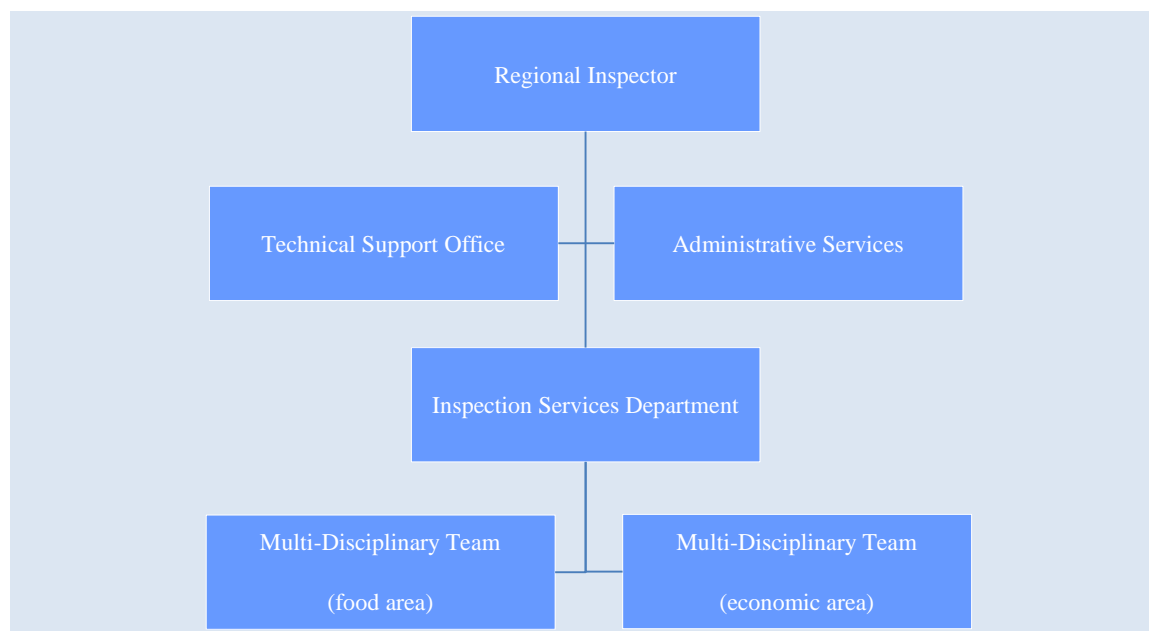 Regional Inspector
Technical Support Office
Administrative Services
Inspection Services Department
Multi-Disciplinary Team
(food area)
Multi-Disciplinary Team
(economic area)